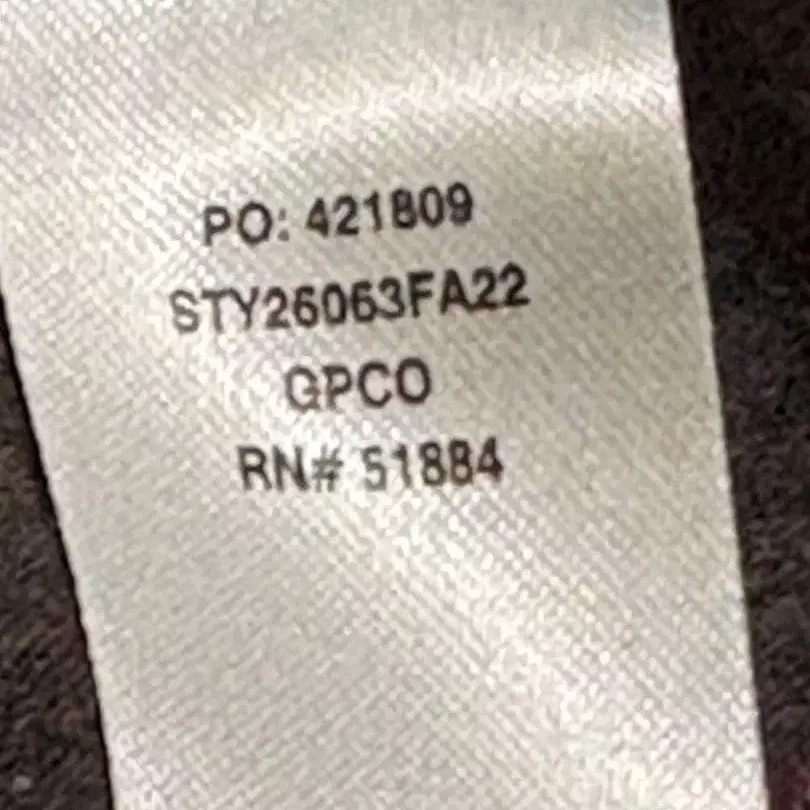 PO: 421809
STY26063FA22
GPCO
RN# 51884